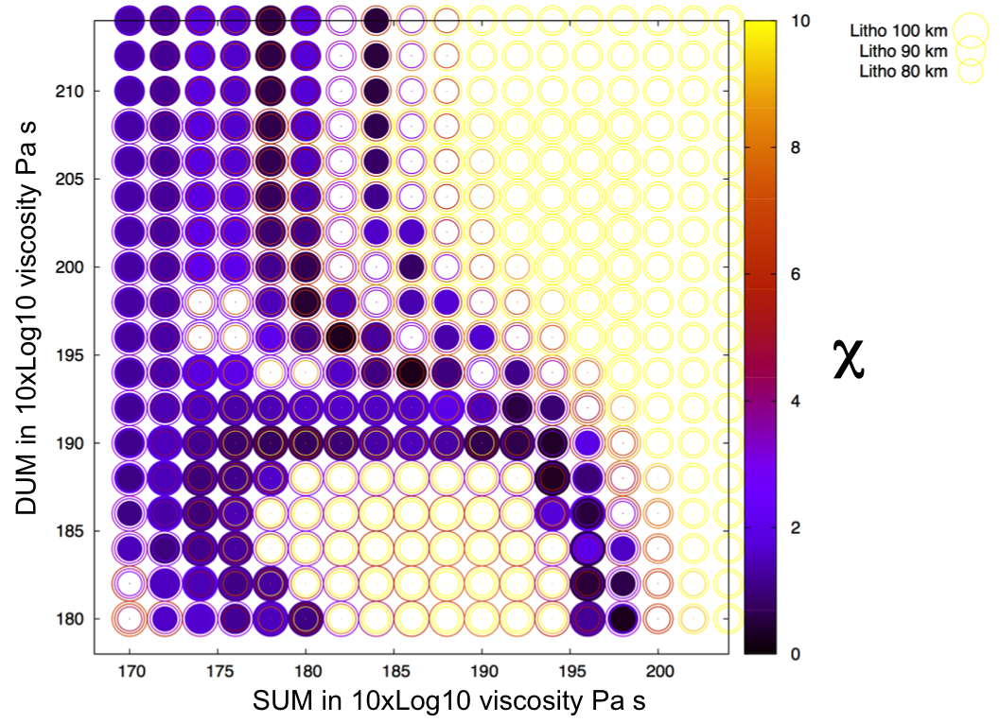 Litho 100 km
Litho 90 km
Litho 80 km
DUM in 10xLog10 viscosity Pa s
210
205
200
195
190
185
180
170 175 180 185 190 195 200
SUM in 10xLog10 viscosity Pa s
10
8
6
4
2
0
χ